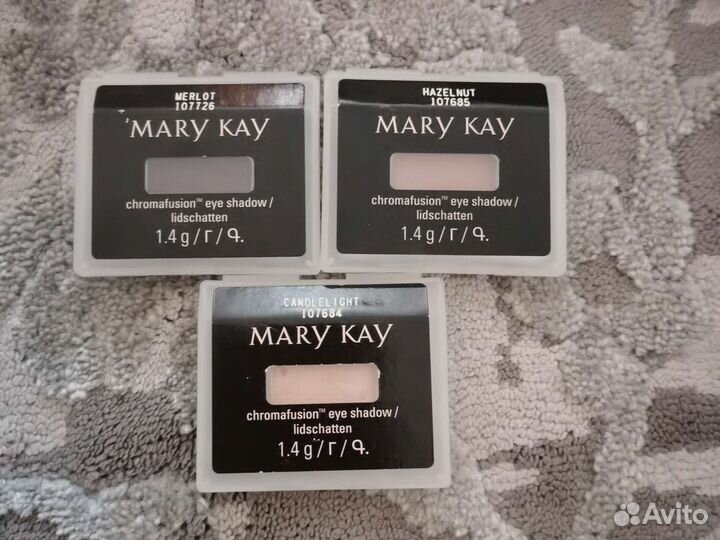 MERLOT
107726
MARY KAY
chromafusion™ eye shadow /
lidschatten
1.4 g / Г / Գ.
HAZELNUT
107685
MARY KAY
chromafusion™ eye shadow /
lidschatten
1.4 g / Г / Գ.
CANDLELIGHT
107684
MARY KAY
chromafusion™ eye shadow /
lidschatten
1.4 g / Г / Գ.
Avito